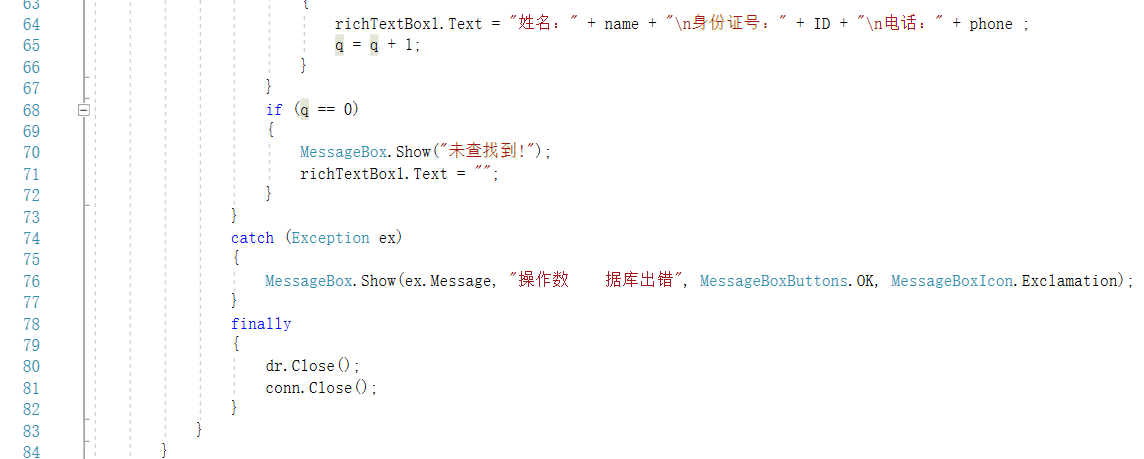 63 {
64 richTextBox1.Text = "姓名：" + name + "\n身份证号：" + ID + "\n电话：" + phone ;
65 q = q + 1;
66 }
67 }
68 if (q == 0)
69 {
70 MessageBox.Show("未查找到!");
71 richTextBox1.Text = "";
72 }
73 }
74 catch (Exception ex)
75 {
76 MessageBox.Show(ex.Message, "操作数    据库出错", MessageBoxButtons.OK, MessageBoxIcon.Exclamation);
77 }
78 finally
79 {
80 dr.Close();
81 conn.Close();
82 }
83 }
84 }